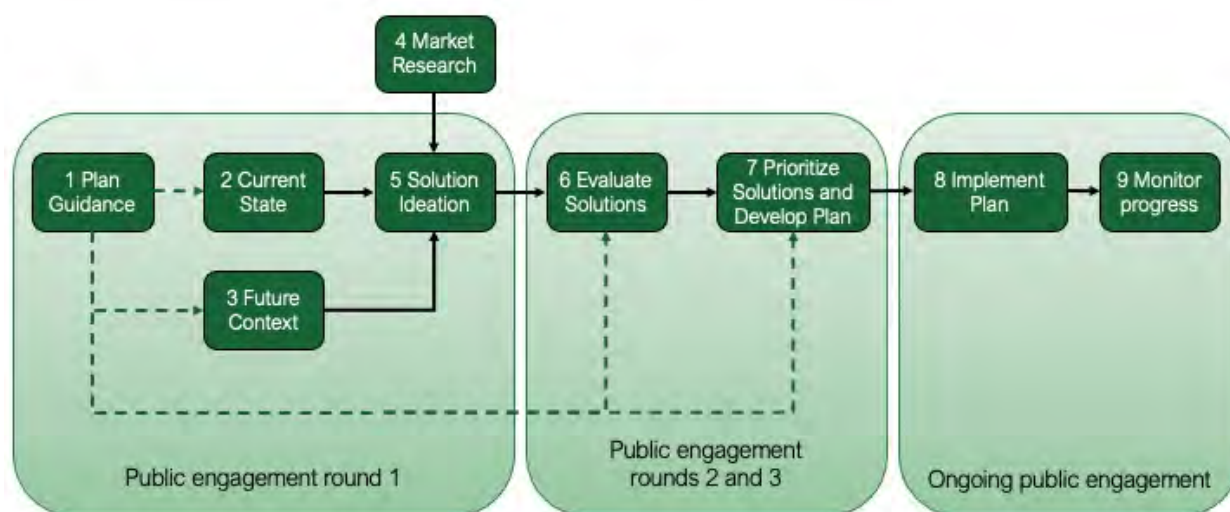 4 Market
Research
1 Plan
Guidance
2 Current
State
5 Solution
Ideation
6 Evaluate
Solutions
7 Prioritize
Solutions and
Develop Plan
8 Implement
Plan
9 Monitor
progress
3 Future
Context
Public engagement round 1
Public engagement
rounds 2 and 3
Ongoing public engagement